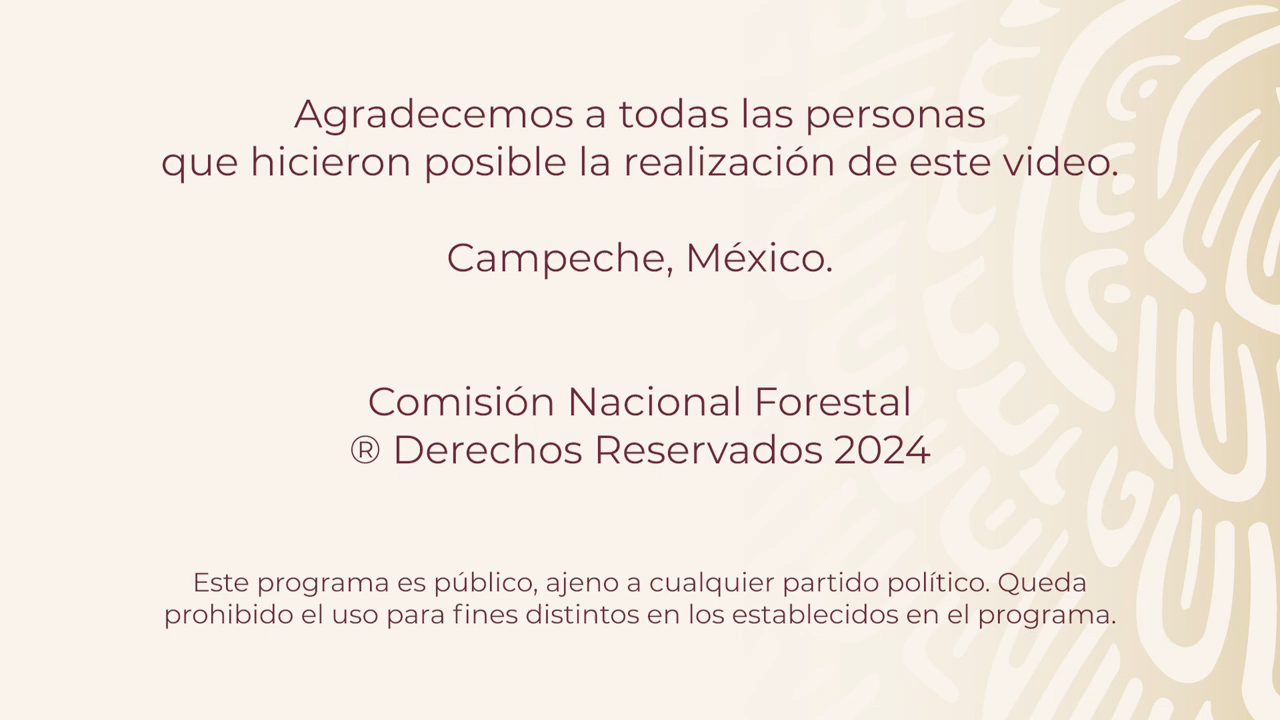 Agradecemos a todas las personas
que hicieron posible la realización de este video.
Campeche, México.
Comisión Nacional Forestal
® Derechos Reservados 2024
Este programa es público, ajeno a cualquier partido político. Queda
prohibido el uso para fines distintos en los establecidos en el programa.